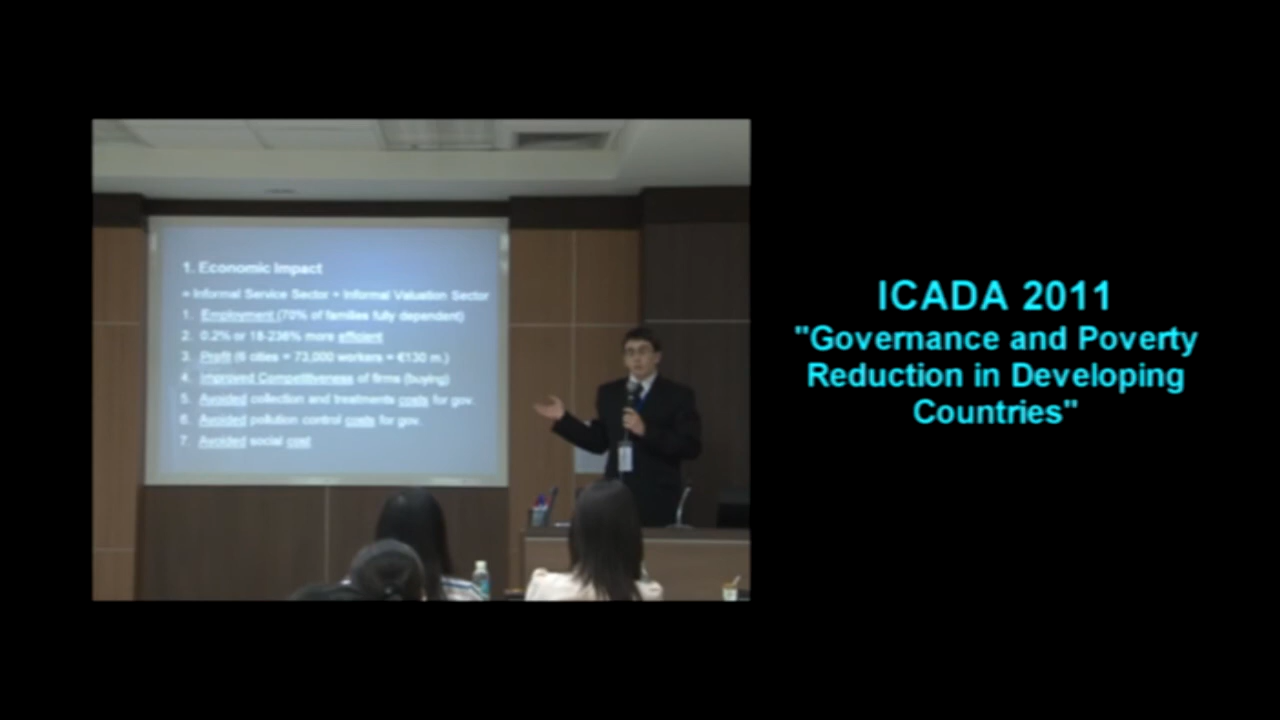 1. Economic Impact
+ Informal Service Sector + Informal Valuation Sector
1. Employment (70% of families fully dependent)
2. 0.2% or 18-236% more efficient
3. Profit (6 cities = 73,000 workers = €130 m.)
4. Improved Competitiveness of firms (buying)
5. Avoided collection and treatments costs for gov.
6. Avoided pollution control costs for gov.
7. Avoided social cost
ICADA 2011
"Governance and Poverty
Reduction in Developing
Countries"